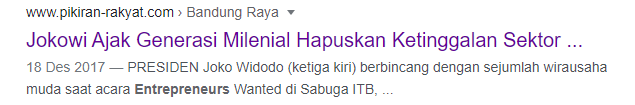 www.pikiran-rakyat.com › Bandung Raya
Jokowi Ajak Generasi Milenial Hapuskan Ketinggalan Sektor ...
18 Des 2017 — PRESIDEN Joko Widodo (ketiga kiri) berbincang dengan sejumlah wirausaha
muda saat acara Entrepreneurs Wanted di Sabuga ITB, ...